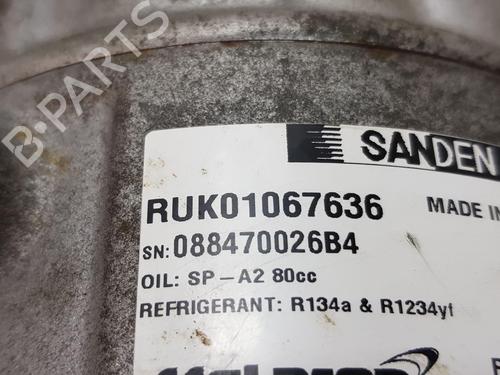 B-PARTS
SANDEN
RUK01067636
MADE IN
SN: 088470026B4
OIL: SP-A2 80cc
REFRIGERANT: R134a & R1234yf